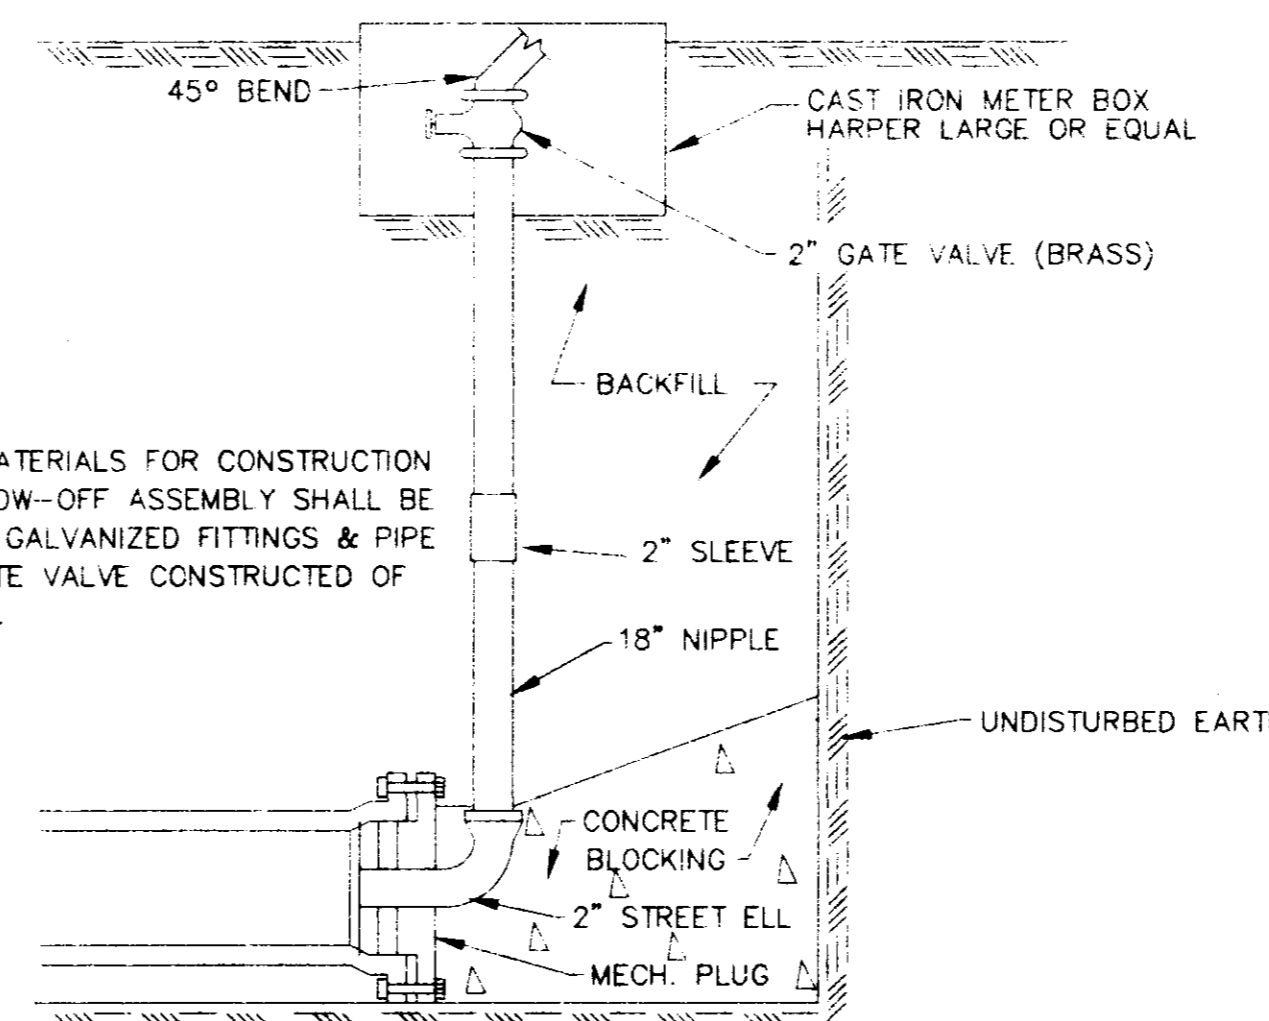 45° BEND
CAST IRON METER BOX
HARPER LARGE OR EQUAL
2" GATE VALVE (BRASS)
BACKFILL
ATERIALS FOR CONSTRUCTION
OW-OFF ASSEMBLY SHALL BE
GALVANIZED FITTINGS & PIPE
TE VALVE CONSTRUCTED OF
2" SLEEVE
18" NIPPLE
UNDISTURBED EART
CONCRETE
BLOCKING
2" STREET ELL
MECH. PLUG